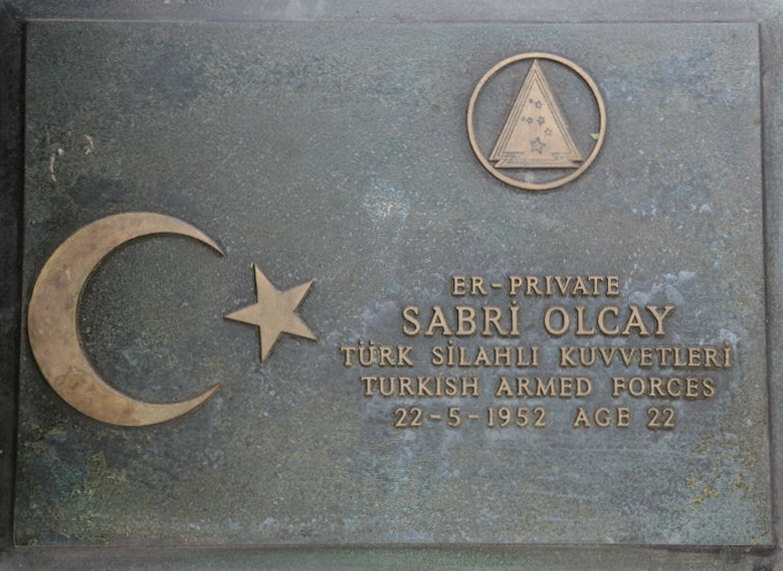 ER-PRIVATE
SABRİ OLCAY
TÜRK SİLAHLI KUVVETLERİ
TURKISH ARMED FORCES
22-5-1952 AGE 22